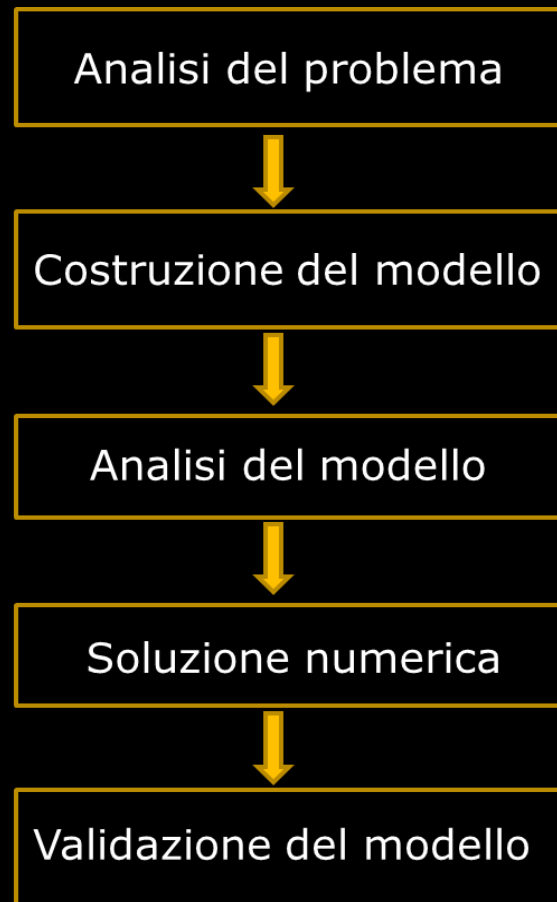 Analisi del problema
Costruzione del modello
Analisi del modello
Soluzione numerica
Validazione del modello